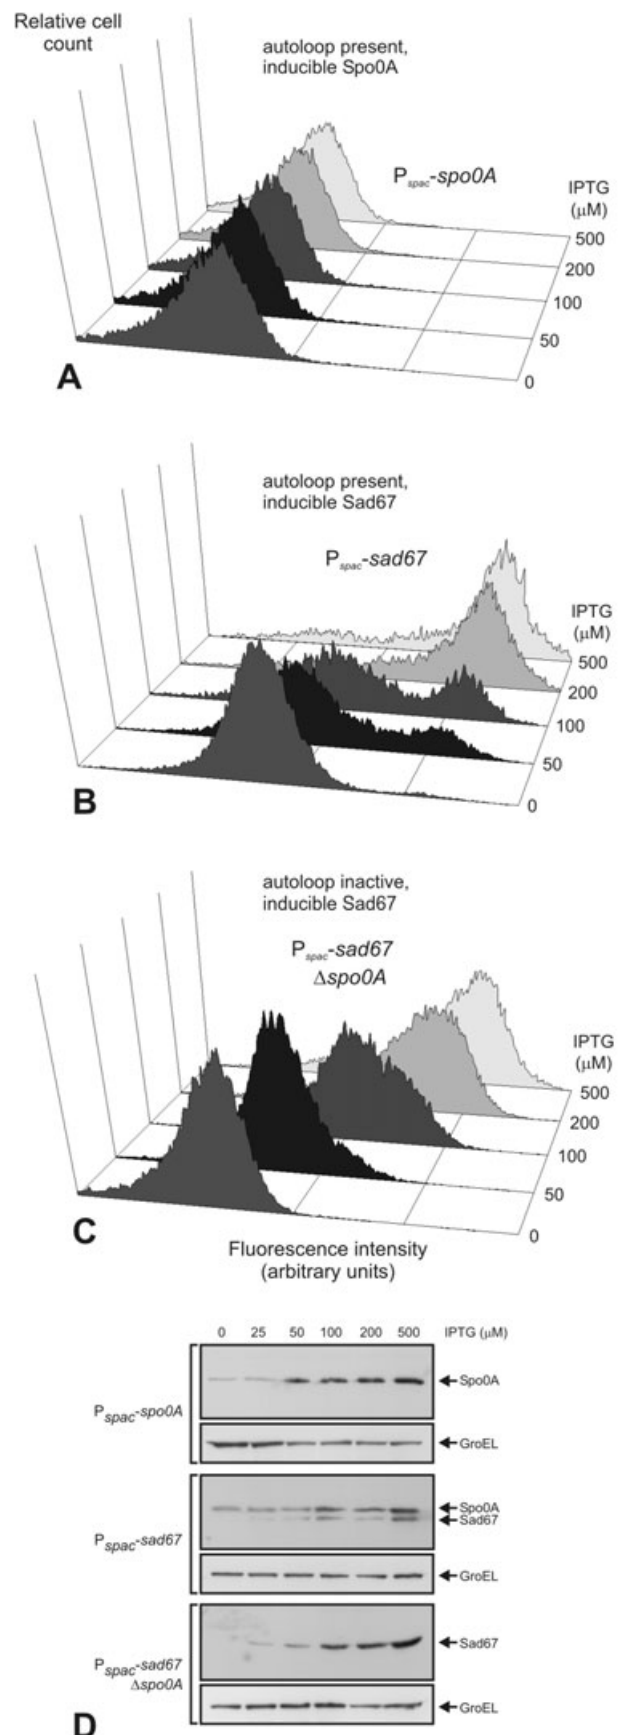 Relative cell
count
autoloop present,
inducible Spo0A
Pspac-spo0A
IPTG
(µM)
500
200
100
50
0
A
autoloop present,
inducible Sad67
Pspac-sad67
IPTG
(µM)
500
200
100
50
0
B
autoloop inactive,
inducible Sad67
Pspac-sad67
Δspo0A
IPTG
(µM)
500
200
100
50
0
C
Fluorescence intensity
(arbitrary units)
0 25 50 100 200 500 IPTG (µM)
Spo0A
Pspac-spo0A
GroEL
Spo0A
Sad67
Pspac-sad67
GroEL
Sad67
Pspac-sad67
Δspo0A
GroEL
D